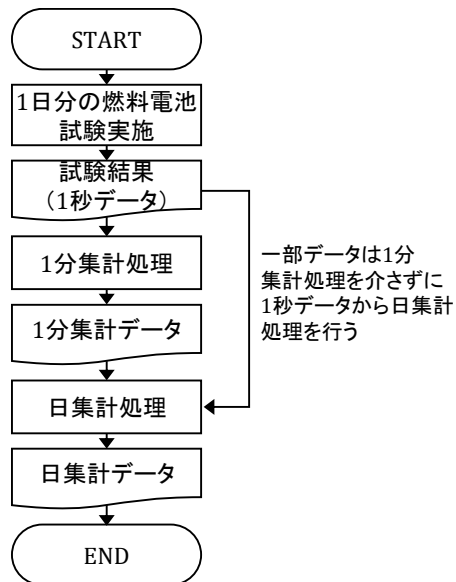 START
1日分の燃料電池
試験実施
試験結果
（1秒データ）
1分集計処理
1分集計データ
日集計処理
日集計データ
END
一部データは1分
集計処理を介さずに
1秒データから日集計
処理を行う